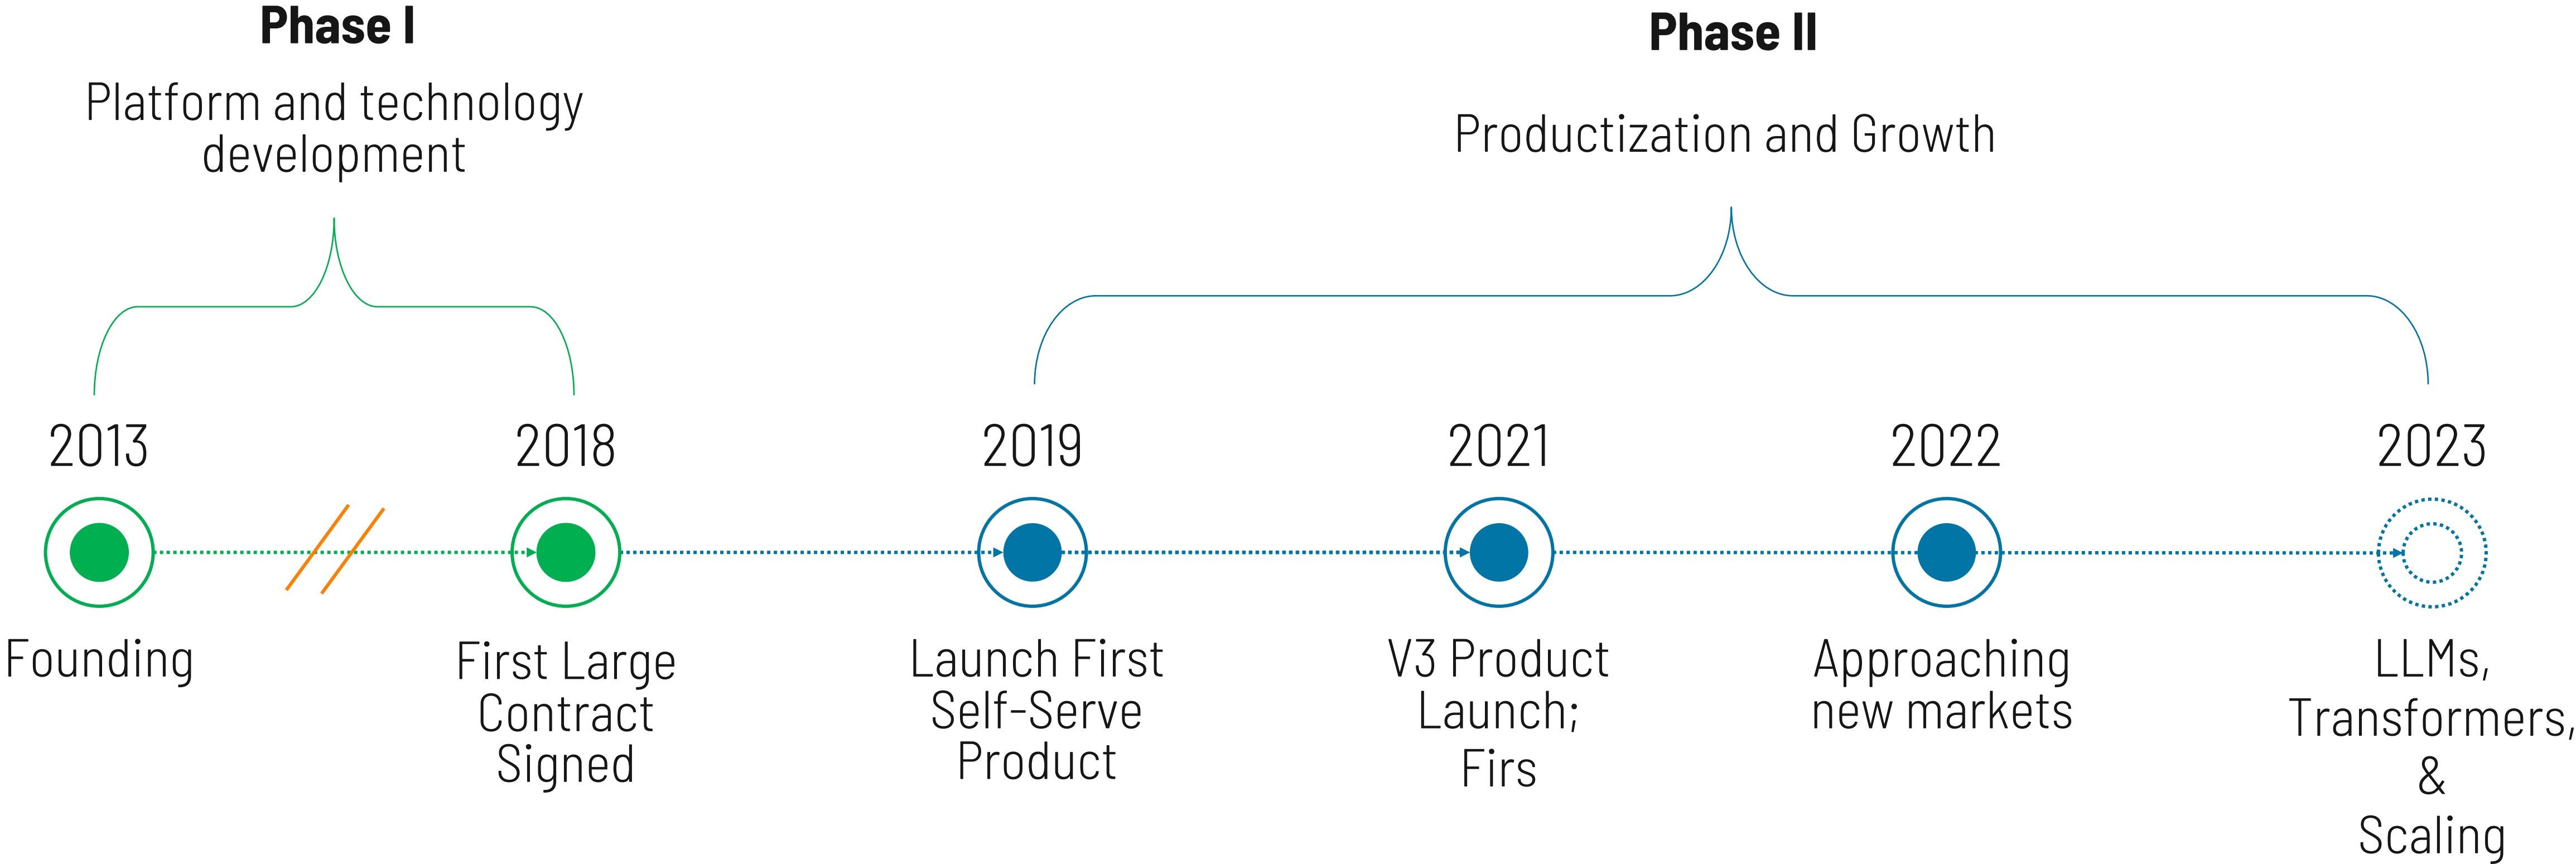 Phase I
Platform and technology
development
Phase II
Productization and Growth
2013
2018
2019
2021
2022
2023
Founding
First Large
Contract
Signed
Launch First
Self-Serve
Product
V3 Product
Launch;
Firs
Approaching
new markets
LLMs,
Transformers,
&
Scaling